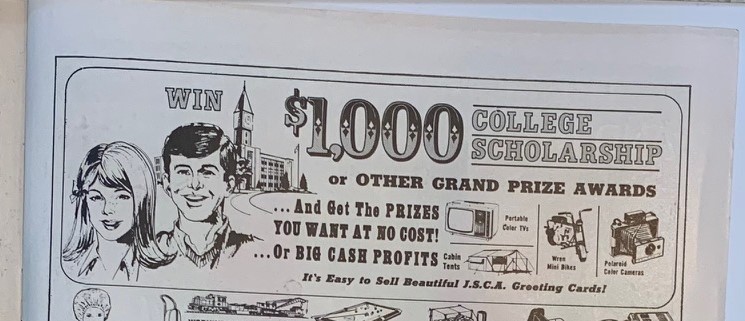 WIN
$1,000
COLLEGE
SCHOLARSHIP
or OTHER GRAND PRIZE AWARDS
...And Get The PRIZES
YOU WANT AT NO COST!
...Or BIG CASH PROFITS
Portable
Color TVs
Cabin
Tents
Wren
Mini Bikes
Polaroid
Color Cameras
It's Easy to Sell Beautiful J.S.C.A. Greeting Cards!